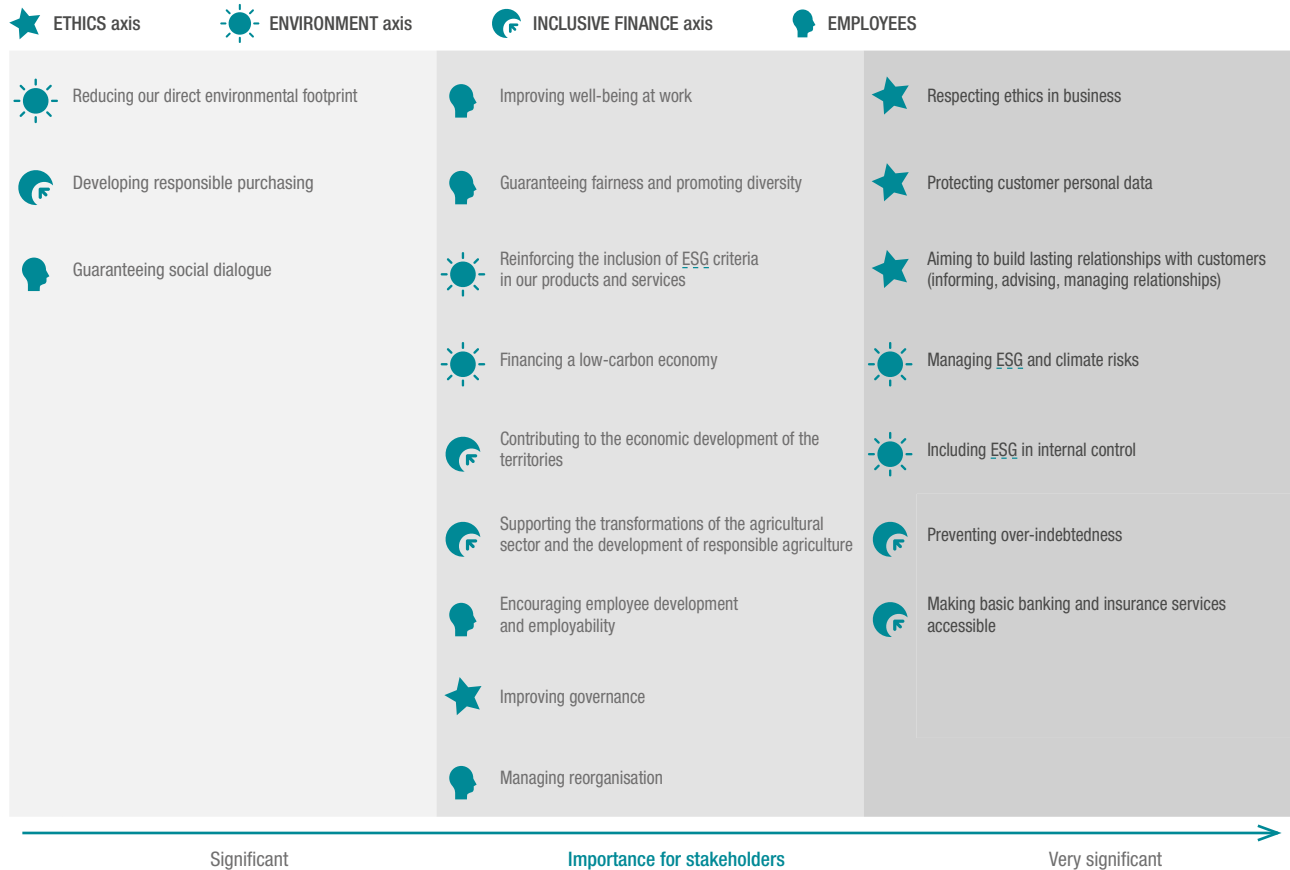 ETHICS axis
ENVIRONMENT axis
INCLUSIVE FINANCE axis
EMPLOYEES
Reducing our direct environmental footprint
Developing responsible purchasing
Guaranteeing social dialogue
Improving well-being at work
Guaranteeing fairness and promoting diversity
Reinforcing the inclusion of ESG criteria
in our products and services
Financing a low-carbon economy
Contributing to the economic development of the
territories
Supporting the transformations of the agricultural
sector and the development of responsible agriculture
Encouraging employee development
and employability
Improving governance
Managing reorganisation
Respecting ethics in business
Protecting customer personal data
Aiming to build lasting relationships with customers
(informing, advising, managing relationships)
Managing ESG and climate risks
Including ESG in internal control
Preventing over-indebtedness
Making basic banking and insurance services
accessible
Significant
Importance for stakeholders
Very significant